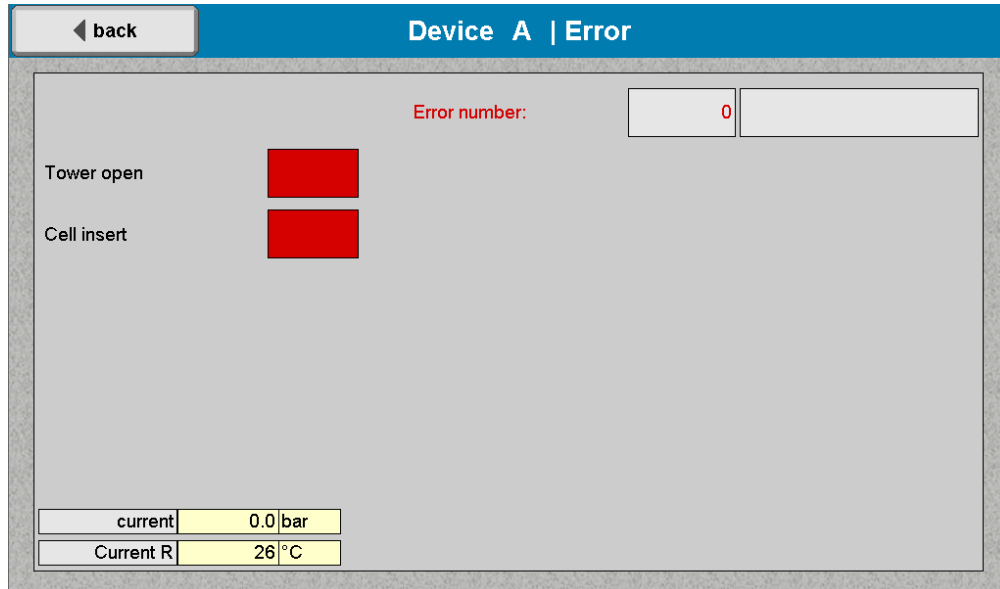 back
Device A | Error
Error number: 0
Tower open
Cell insert
current 0.0 bar
Current R 26 °C